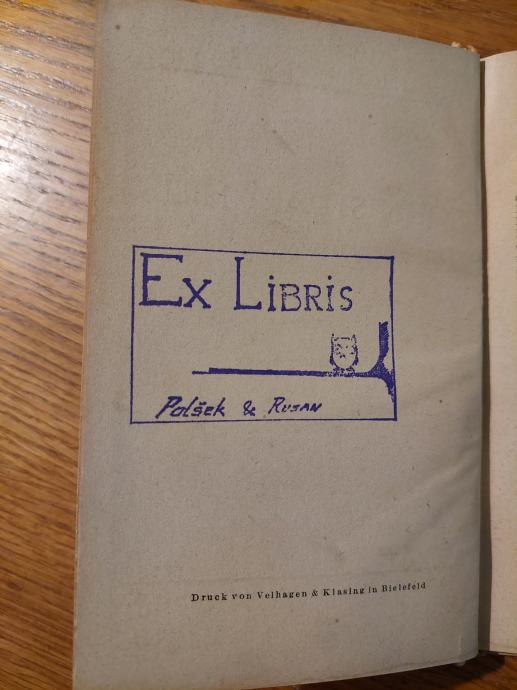 Ex LiBRiS
Polšek & RUSAN
Druck von Velhagen & Klasing in Bielefeld